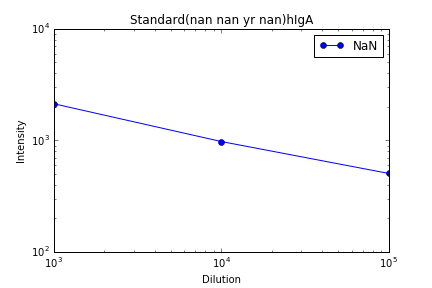 Standard(nan nan yr nan)hIgA
10^4
NaN
10^3
Intensity
10^2
10^3 10^4 10^5
Dilution